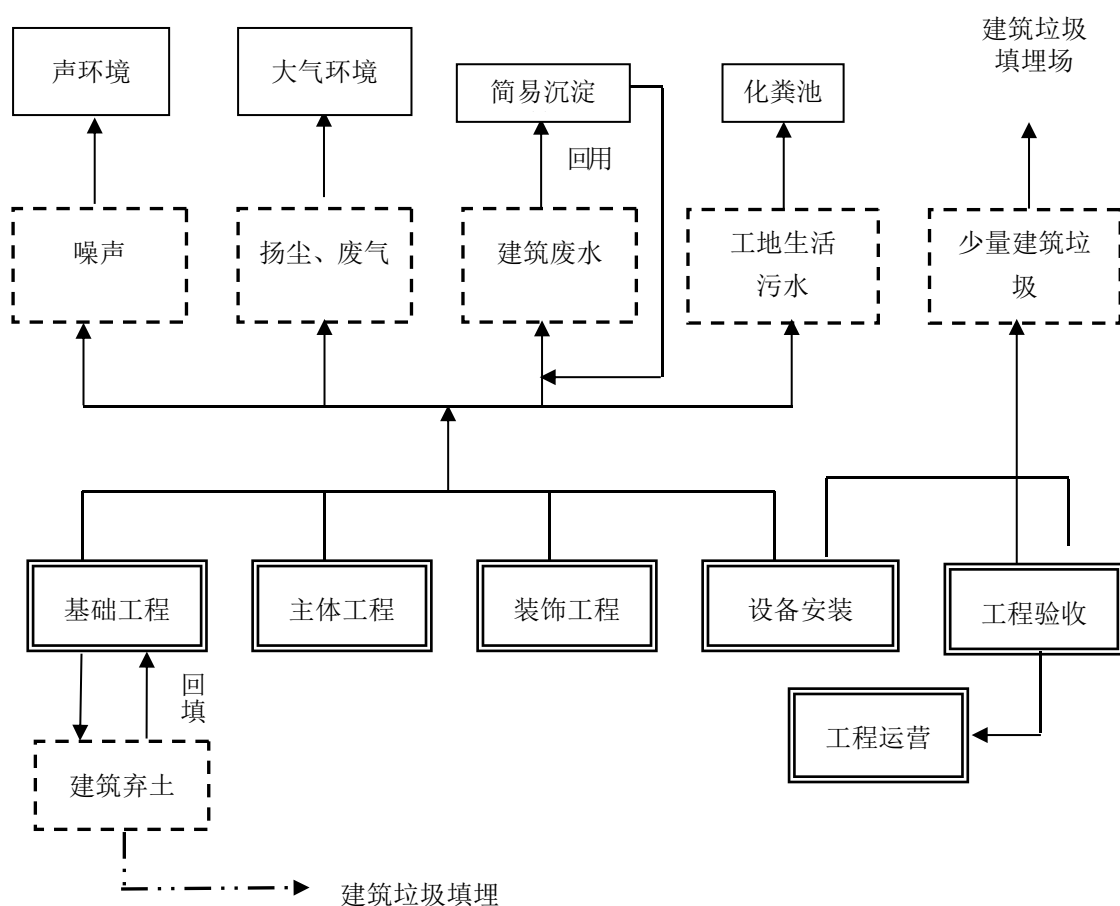 建筑垃圾
填埋场
声环境
大气环境
简易沉淀
化粪池
回用
噪声
扬尘、废气
建筑废水
工地生活
污水
少量建筑垃
圾
基础工程
主体工程
装饰工程
设备安装
工程验收
回
填
工程运营
建筑弃土
建筑垃圾填埋